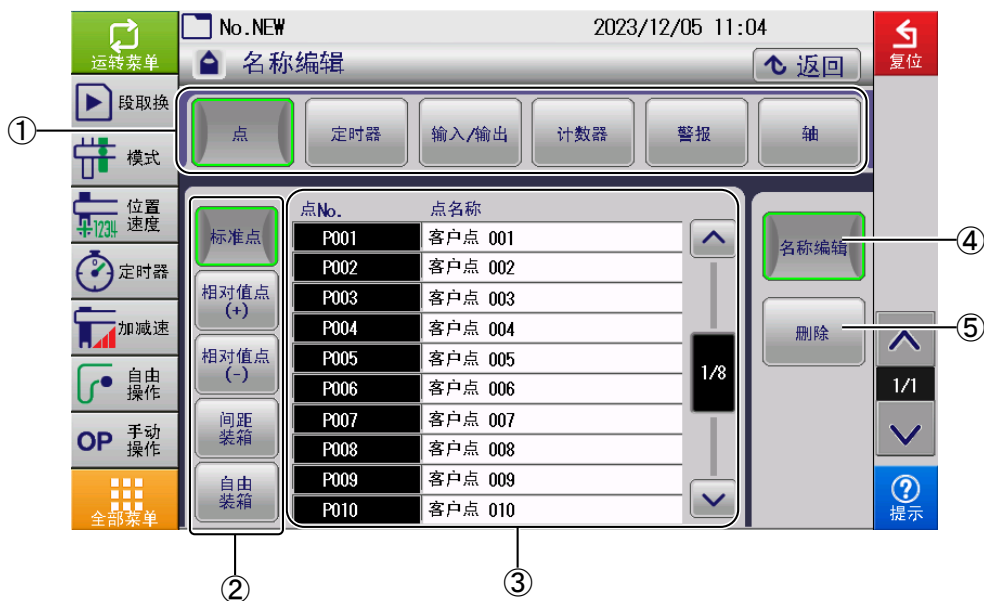 No.NEW
2023/12/05 11:04
运转菜单
名称编辑
返回
复位
段取换
模式
位置
速度
+1234
定时器
加减速
自由
操作
OP 手动
操作
全部菜单
①
点
定时器
输入/输出
计数器
警报
轴
标准点
相对值点
(+)
相对值点
(-)
间距
装箱
自由
装箱
②
点No. 点名称
P001 客户点 001
P002 客户点 002
P003 客户点 003
P004 客户点 004
P005 客户点 005
P006 客户点 006
P007 客户点 007
P008 客户点 008
P009 客户点 009
P010 客户点 010
1/8
③
名称编辑
④
删除
⑤
1/1
?
提示